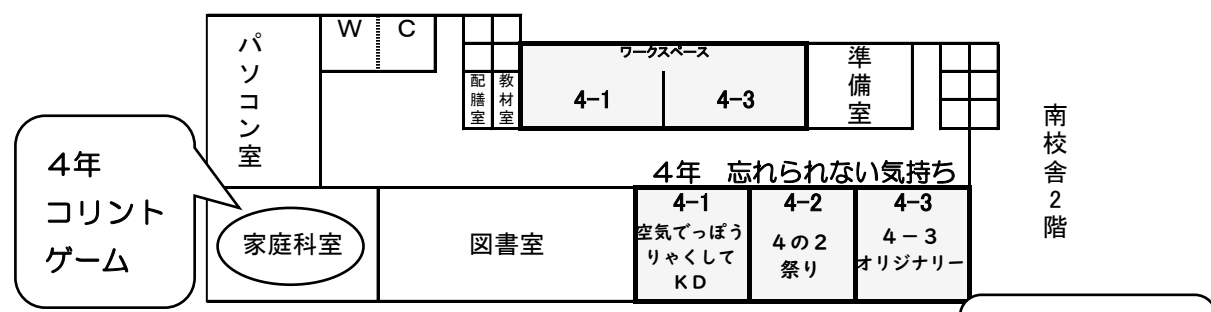 パソコン室
W C
配膳室
教材室
ワークスペース
4-1 4-3
準備室
南校舎2階
4年
コリント
ゲーム
家庭科室
図書室
4年 忘れられない気持ち
4-1
空気でっぽう
りゃくして
KD
4-2
4の2
祭り
4-3
4-3
オリジナリー